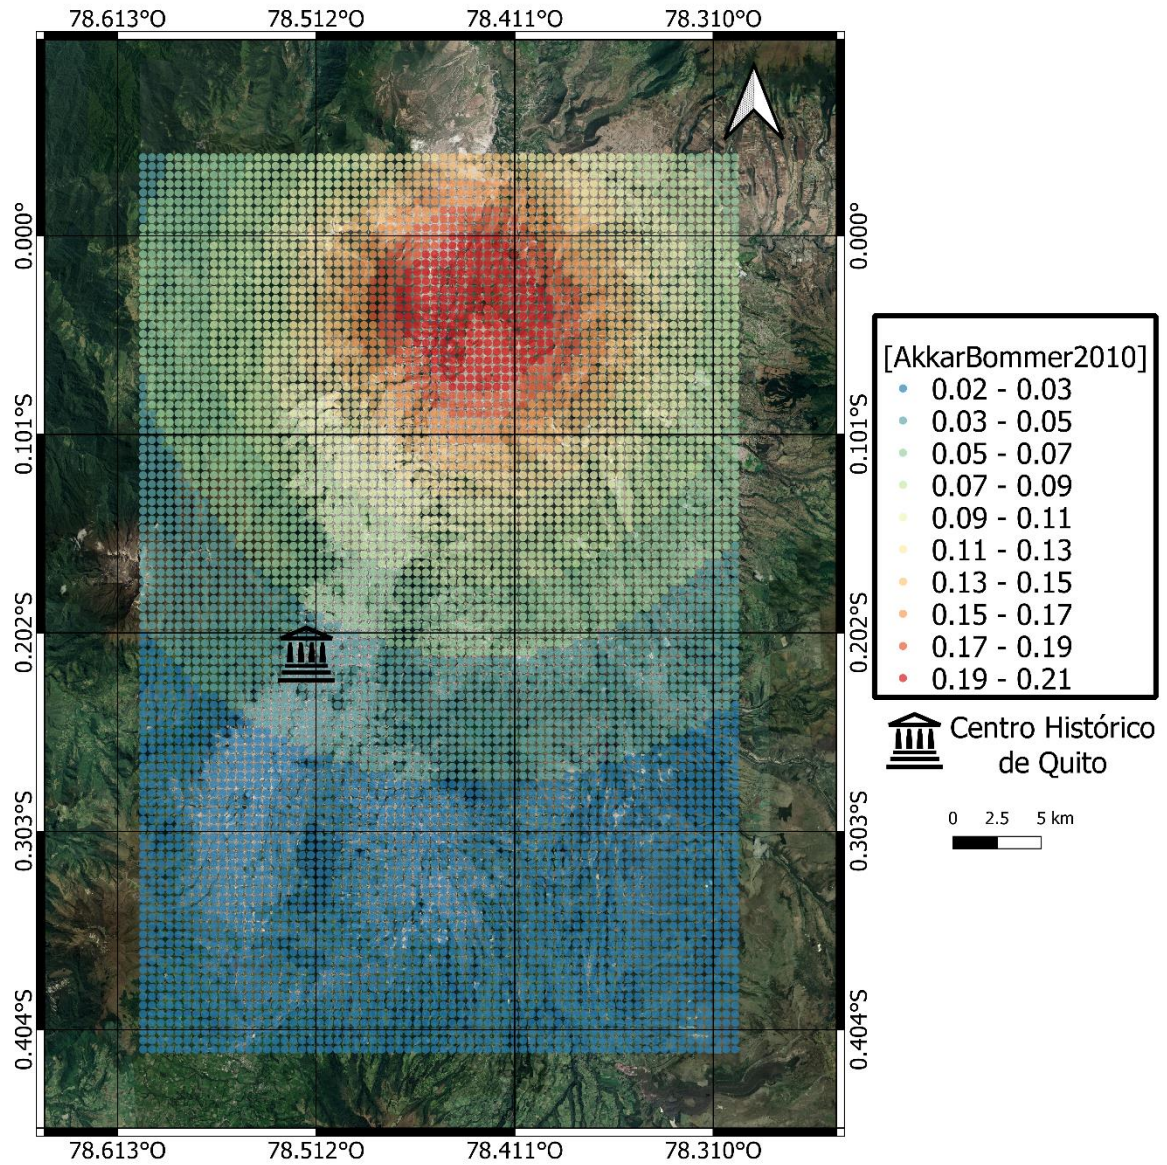 78.613°O 78.512°O 78.411°O 78.310°O
0.000° 0.000°
0.101°S 0.101°S
0.202°S 0.202°S
0.303°S 0.303°S
0.404°S 0.404°S
78.613°O 78.512°O 78.411°O 78.310°O
[AkkarBommer2010]
0.02 - 0.03
0.03 - 0.05
0.05 - 0.07
0.07 - 0.09
0.09 - 0.11
0.11 - 0.13
0.13 - 0.15
0.15 - 0.17
0.17 - 0.19
0.19 - 0.21
Centro Histórico
de Quito
0 2.5 5 km